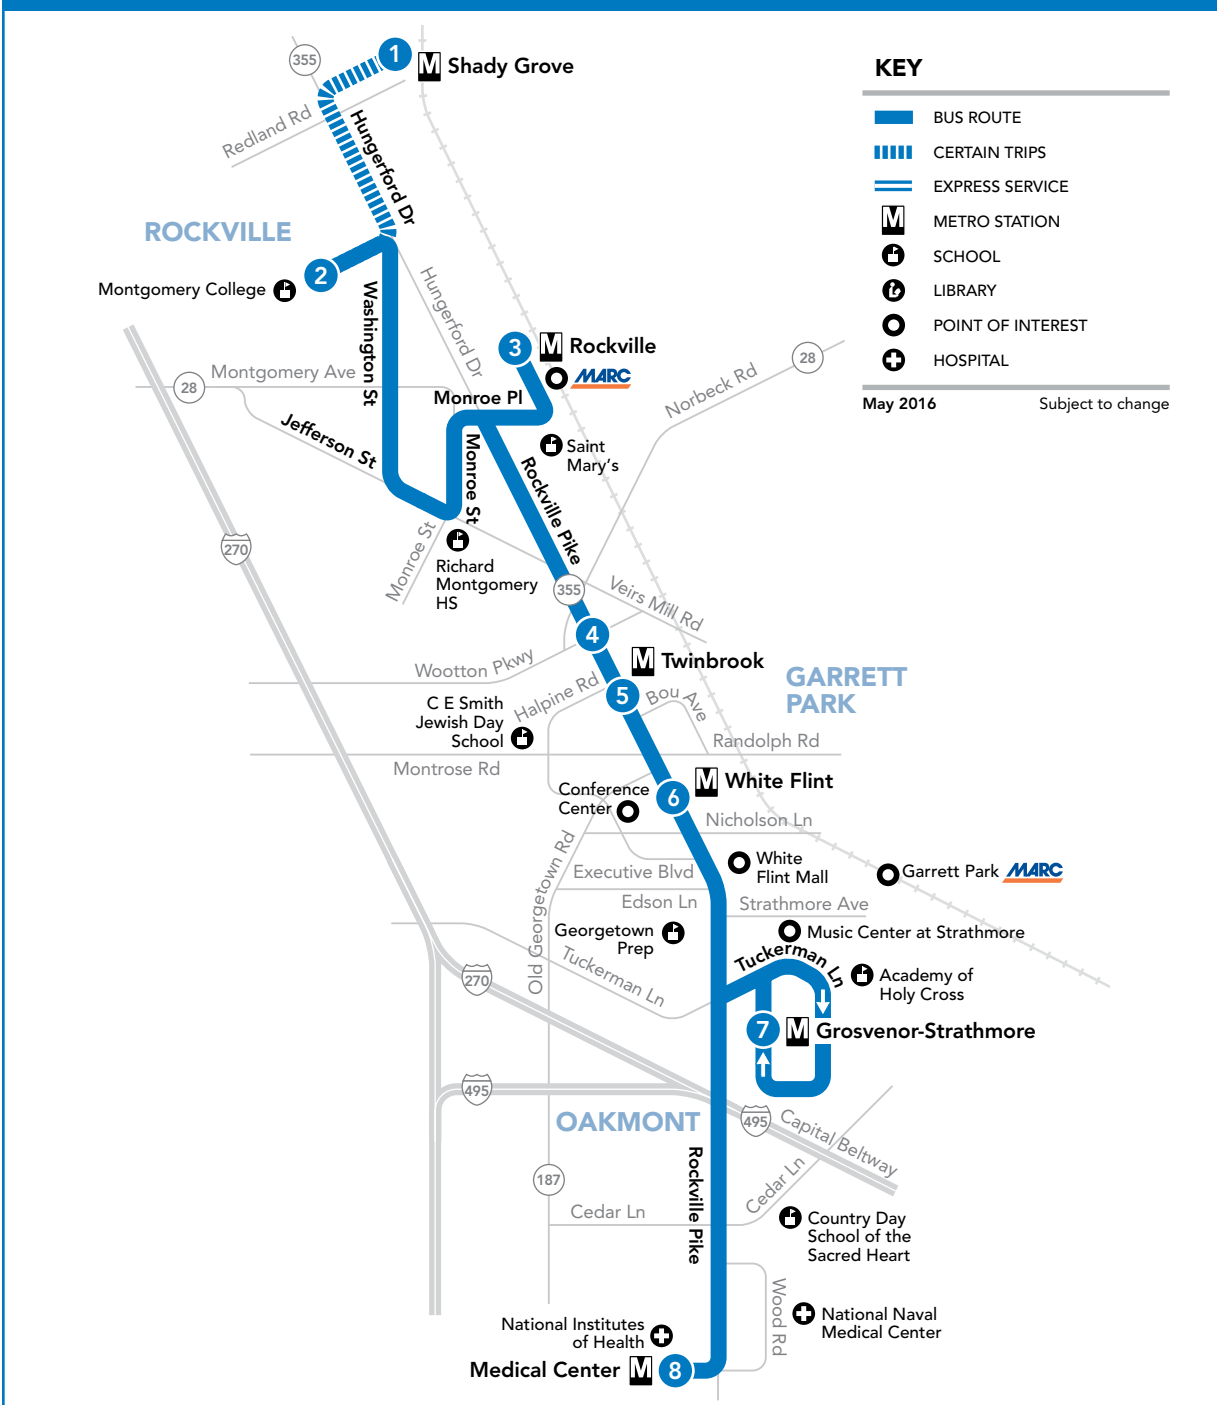 355
1
M Shady Grove
Redland Rd
Hungerford Dr
ROCKVILLE
2
Montgomery College
Washington St
Hungerford Dr
3
M Rockville
MARC
28
Montgomery Ave
Monroe Pl
Norbeck Rd
28
Jefferson St
Monroe St
Rockville Pike
Saint
Mary's
270
Monroe St
Richard
Montgomery
HS
355
Veirs Mill Rd
4
Wootton Pkwy
M Twinbrook
GARRETT
PARK
C E Smith
Jewish Day
School
Halpine Rd
5
Bou Ave
Randolph Rd
Montrose Rd
Conference
Center
6
M White Flint
Nicholson Ln
Old Georgetown Rd
Executive Blvd
White
Flint Mall
Garrett Park MARC
Edson Ln
Strathmore Ave
Georgetown
Prep
Music Center at Strathmore
Tuckerman Ln
Tuckerman Ln
Academy of
Holy Cross
270
7
M Grosvenor-Strathmore
495
OAKMONT
495
Capital Beltway
187
Rockville Pike
Cedar Ln
Cedar Ln
Country Day
School of the
Sacred Heart
Wood Rd
National Naval
Medical Center
National Institutes
of Health
Medical Center M 8
KEY
BUS ROUTE
CERTAIN TRIPS
EXPRESS SERVICE
M METRO STATION
SCHOOL
LIBRARY
POINT OF INTEREST
HOSPITAL
May 2016 Subject to change